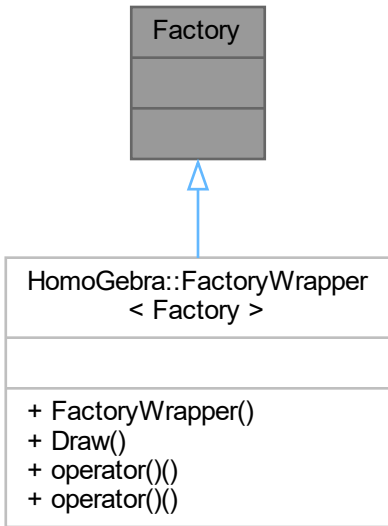 Factory
HomoGebra::FactoryWrapper
< Factory >
+ FactoryWrapper()
+ Draw()
+ operator()()
+ operator()()